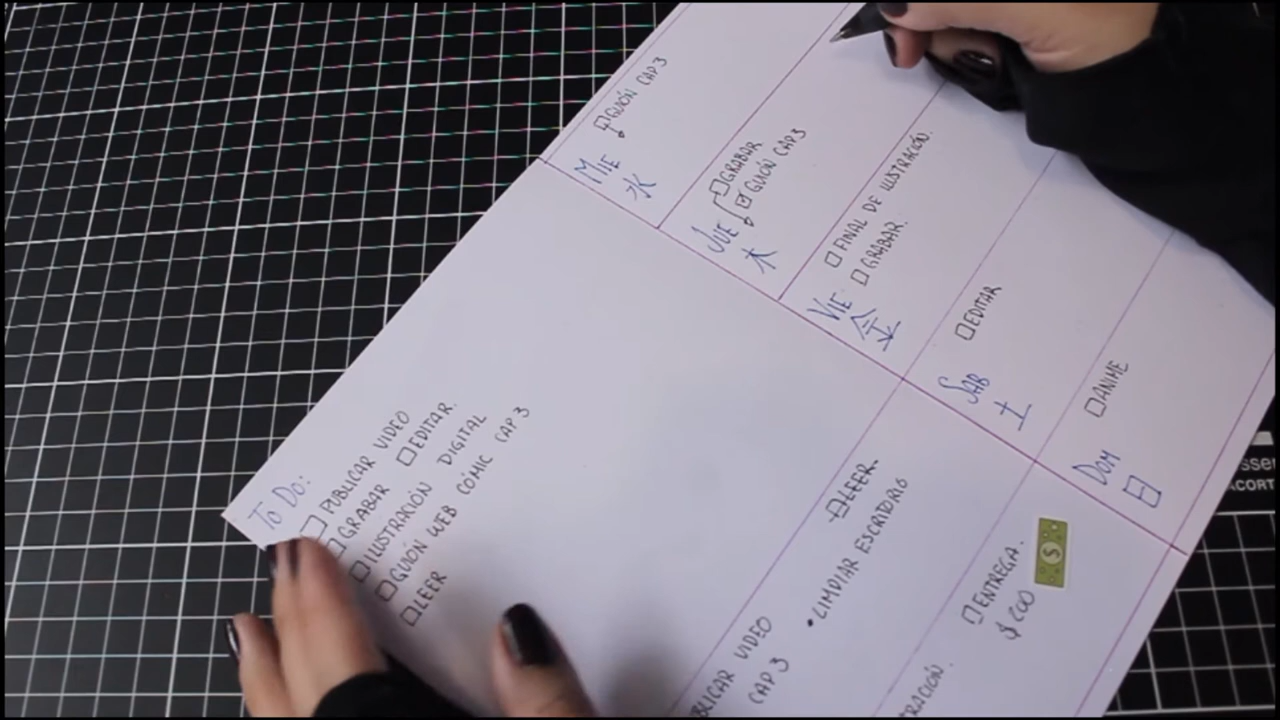 To Do:
PUBLICAR VIDEO
GRABAR EDITAR.
ILUSTRACIÓN DIGITAL
GUIÓN WEB CÓMIC CAP 3
LEER
MIE GUIÓN CAP 3
水
JUE GRABAR
GUIÓN CAP 3
木
VIE FINAL DE ILUSTRACIÓN.
GRABAR.
金
SAB EDITAR
土
DOM ANIME
日
VIDEO
CAP 3
LEER.
• LIMPIAR ESCRITORIO
ENTREGA.
$200
$